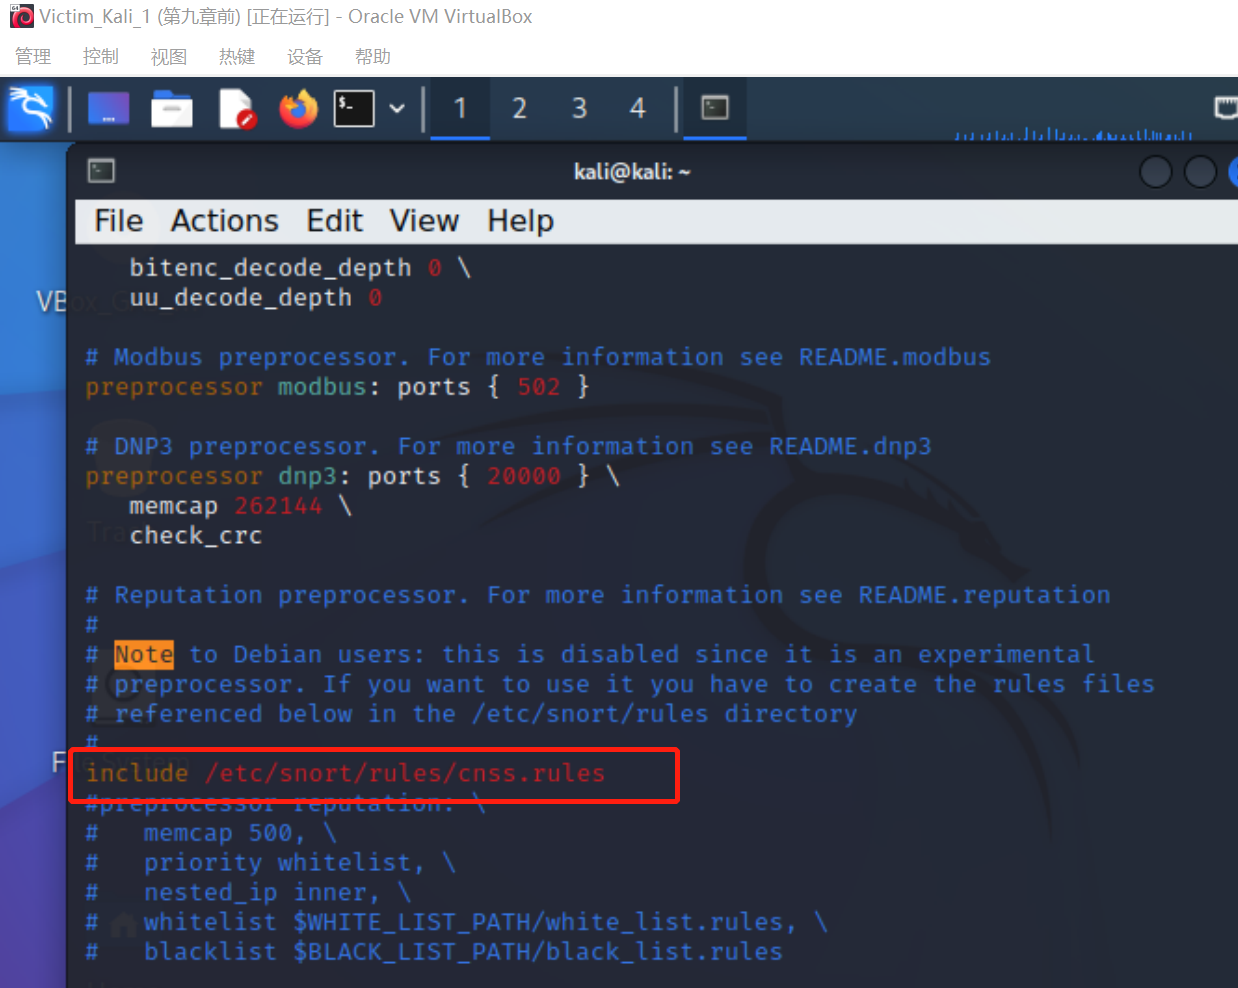 Victim_Kali_1 (第九章前) [正在运行] - Oracle VM VirtualBox
管理 控制 视图 热键 设备 帮助
1 2 3 4
kali@kali: ~
File Actions Edit View Help
bitenc_decode_depth 0 \
uu_decode_depth 0
# Modbus preprocessor. For more information see README.modbus
preprocessor modbus: ports { 502 }
# DNP3 preprocessor. For more information see README.dnp3
preprocessor dnp3: ports { 20000 } \
memcap 262144 \
check_crc
# Reputation preprocessor. For more information see README.reputation
#
# Note to Debian users: this is disabled since it is an experimental
# preprocessor. If you want to use it you have to create the rules files
# referenced below in the /etc/snort/rules directory
#
include /etc/snort/rules/cnss.rules
#preprocessor reputation: \
# memcap 500, \
# priority whitelist, \
# nested_ip inner, \
# whitelist $WHITE_LIST_PATH/white_list.rules, \
# blacklist $BLACK_LIST_PATH/black_list.rules